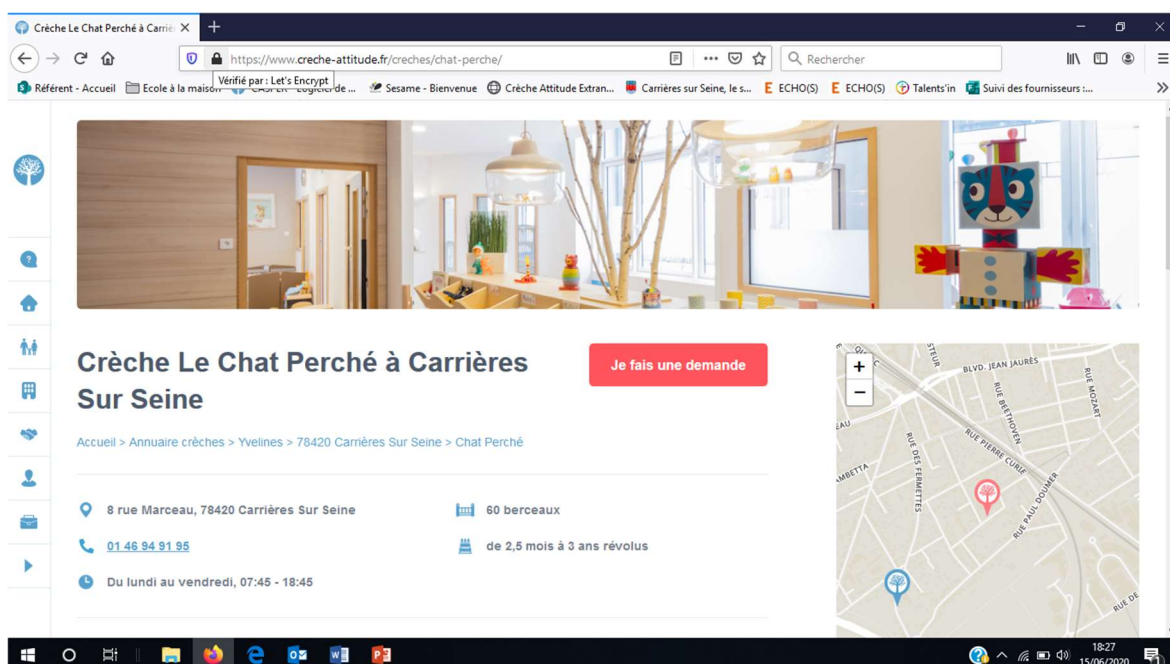 Crèche Le Chat Perché à Carriè
https://www.creche-attitude.fr/creches/chat-perche/
Rechercher
Vérifié par : Let's Encrypt
Référent - Accueil
Ecole à la maison
Sesame - Bienvenue
Crèche Attitude Extran...
Carrières sur Seine, le s...
ECHO(S)
ECHO(S)
Talents'in
Suivi des fournisseurs :...
Crèche Le Chat Perché à Carrières
Sur Seine
Je fais une demande
Accueil > Annuaire crèches > Yvelines > 78420 Carrières Sur Seine > Chat Perché
8 rue Marceau, 78420 Carrières Sur Seine
60 berceaux
01 46 94 91 95
de 2,5 mois à 3 ans révolus
Du lundi au vendredi, 07:45 - 18:45
+
−
BLVD. JEAN JAURÈS
RUE MOZART
RUE BEETHOVEN
RUE PIERRE CURIE
RUE DES FERMETTES
RUE PAUL DOUMER
RUE DE
18:27
15/06/2020